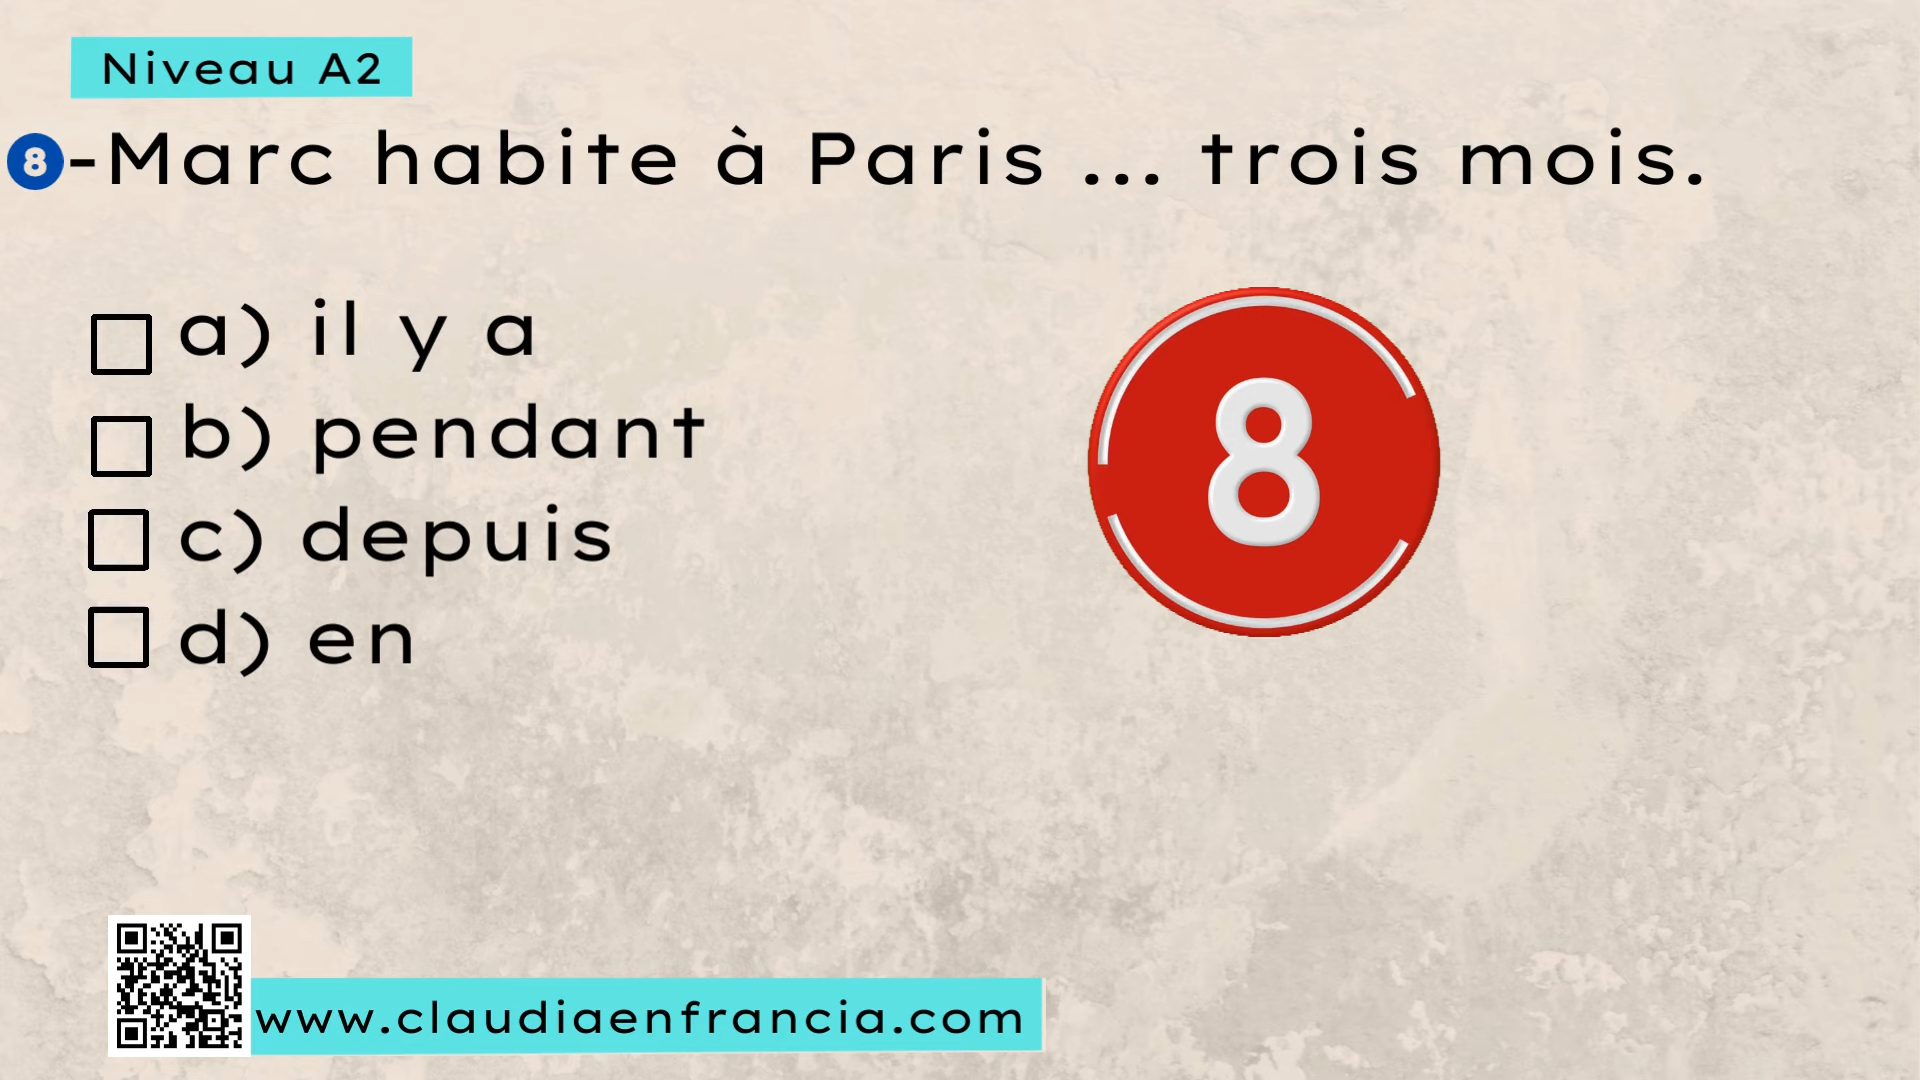 Niveau A2
8-Marc habite à Paris ... trois mois.
a) il y a
b) pendant
c) depuis
d) en
8
www.claudiaenfrancia.com